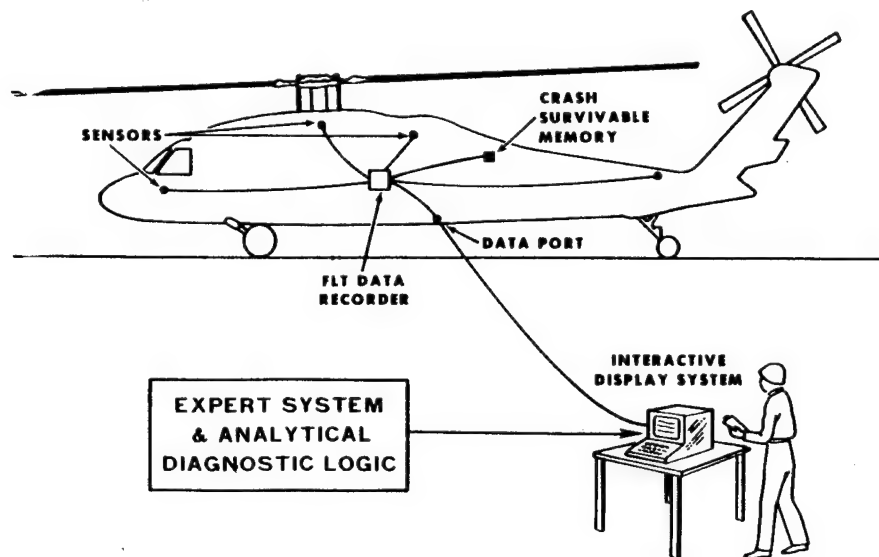 CRASH
SURVIVABLE
MEMORY
SENSORS
DATA PORT
FLT DATA
RECORDER
INTERACTIVE
DISPLAY SYSTEM
EXPERT SYSTEM
& ANALYTICAL
DIAGNOSTIC LOGIC